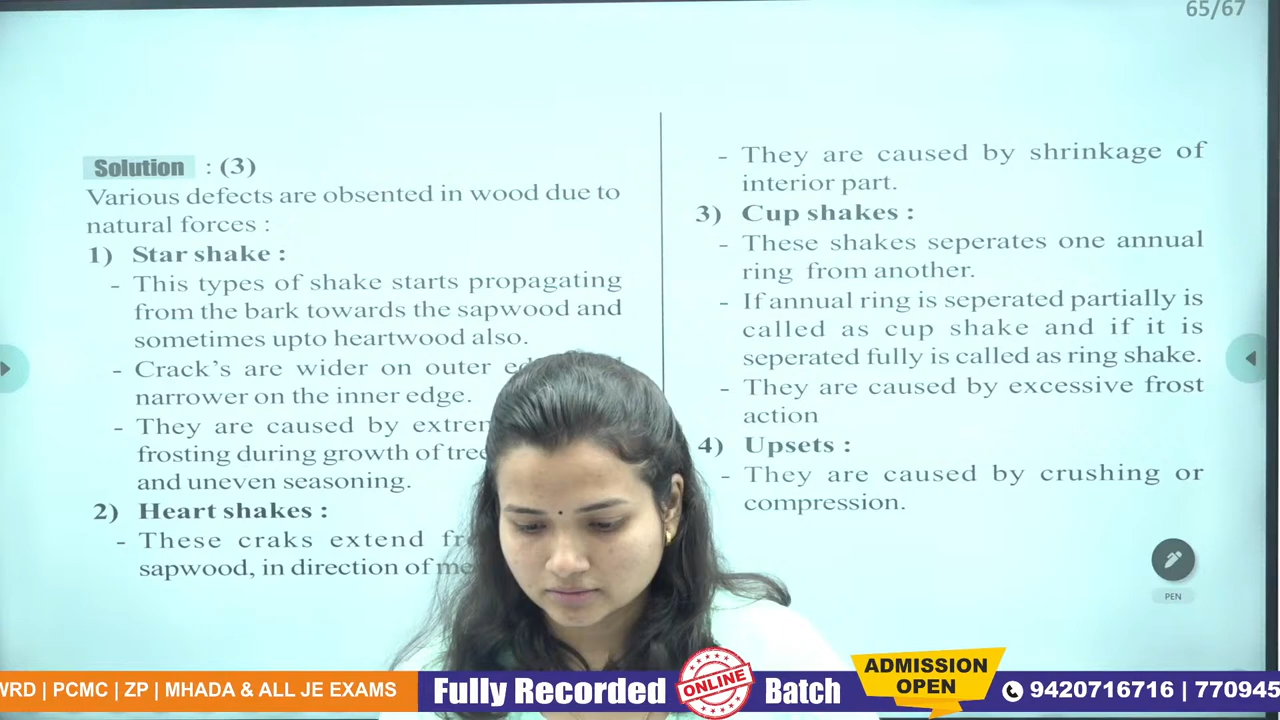 65/67
Solution : (3)
Various defects are obsented in wood due to
natural forces :
1) Star shake :
- This types of shake starts propagating
from the bark towards the sapwood and
sometimes upto heartwood also.
- Crack's are wider on outer
narrower on the inner edge.
- They are caused by
frosting during growth of
and uneven seasoning.
2) Heart shakes :
- These craks extend
sapwood, in direction of
- They are caused by shrinkage of
interior part.
3) Cup shakes :
- These shakes seperates one annual
ring from another.
- If annual ring is seperated partially is
called as cup shake and if it is
seperated fully is called as ring shake.
- They are caused by excessive frost
action
4) Upsets :
- They are caused by crushing or
compression.
PEN
WRD | PCMC | ZP | MHADA & ALL JE EXAMS
Fully Recorded ONLINE Batch
ADMISSION
OPEN
9420716716 | 770945